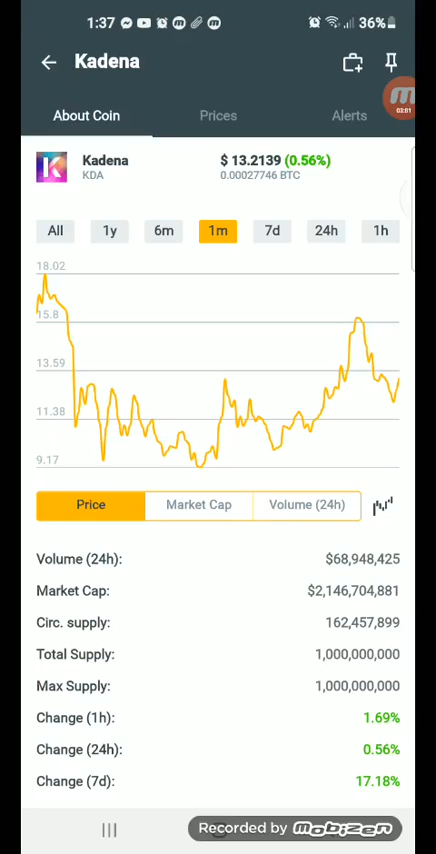 1:37 36%
Kadena
03:01
About Coin Prices Alerts
Kadena $ 13.2139 (0.56%)
KDA 0.00027746 BTC
All 1y 6m 1m 7d 24h 1h
18.02
15.8
13.59
11.38
9.17
Price Market Cap Volume (24h)
Volume (24h): $68,948,425
Market Cap: $2,146,704,881
Circ. supply: 162,457,899
Total Supply: 1,000,000,000
Max Supply: 1,000,000,000
Change (1h): 1.69%
Change (24h): 0.56%
Change (7d): 17.18%
Recorded by mobizen